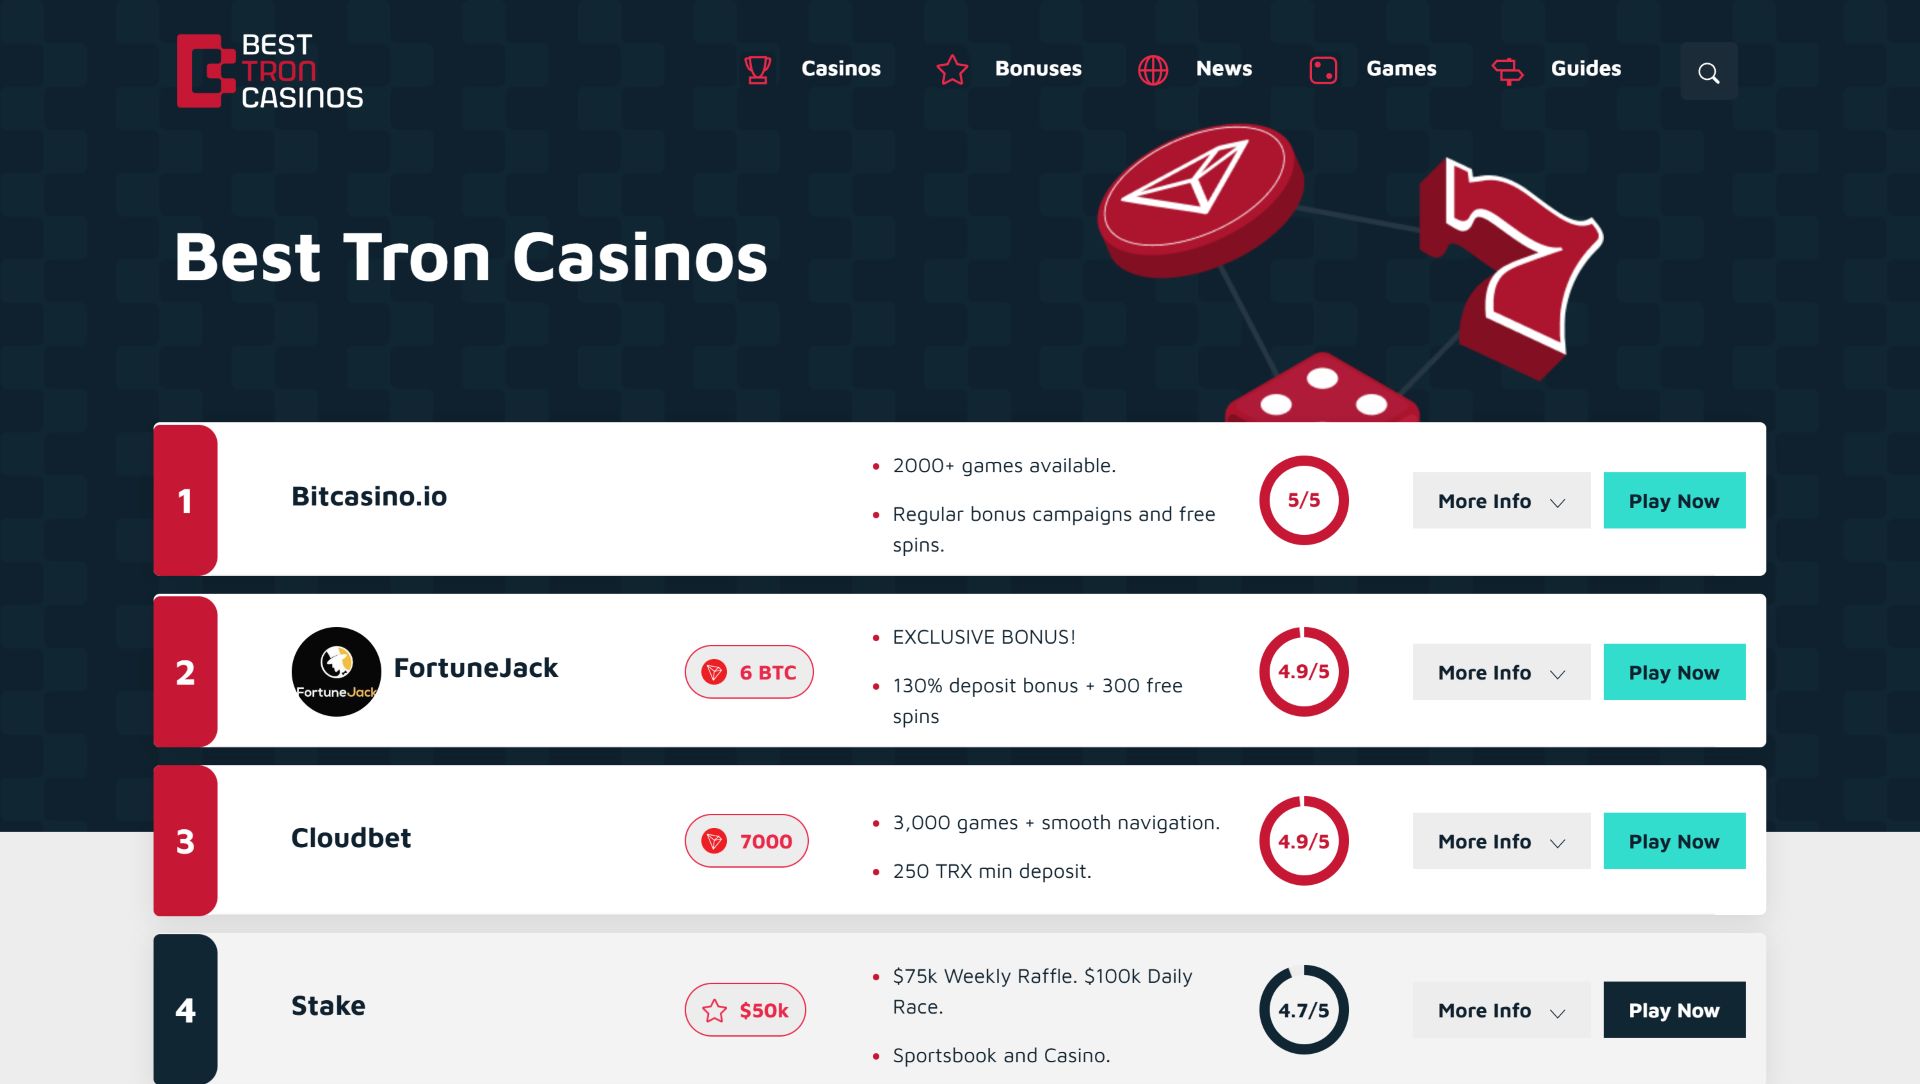 BEST
TRON
CASINOS
Casinos
Bonuses
News
Games
Guides
Best Tron Casinos
1
Bitcasino.io
2000+ games available.
Regular bonus campaigns and free
spins.
5/5
More Info
Play Now
2
FortuneJack
FortuneJack
6 BTC
EXCLUSIVE BONUS!
130% deposit bonus + 300 free
spins
4.9/5
More Info
Play Now
3
Cloudbet
7000
3,000 games + smooth navigation.
250 TRX min deposit.
4.9/5
More Info
Play Now
4
Stake
$50k
$75k Weekly Raffle. $100k Daily
Race.
Sportsbook and Casino.
4.7/5
More Info
Play Now